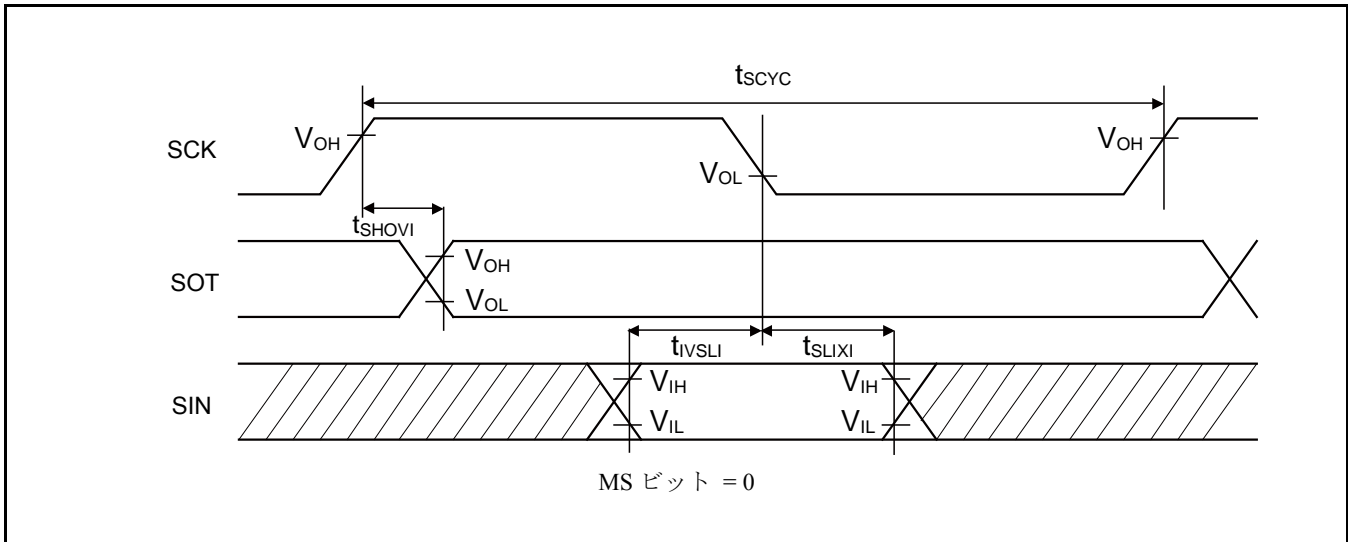 tSCYC
SCK
VOH
VOL
VOH
tSHOVI
SOT
VOH
VOL
tIVSLI
tSLIXI
SIN
VIH
VIL
VIH
VIL
MS ビット = 0